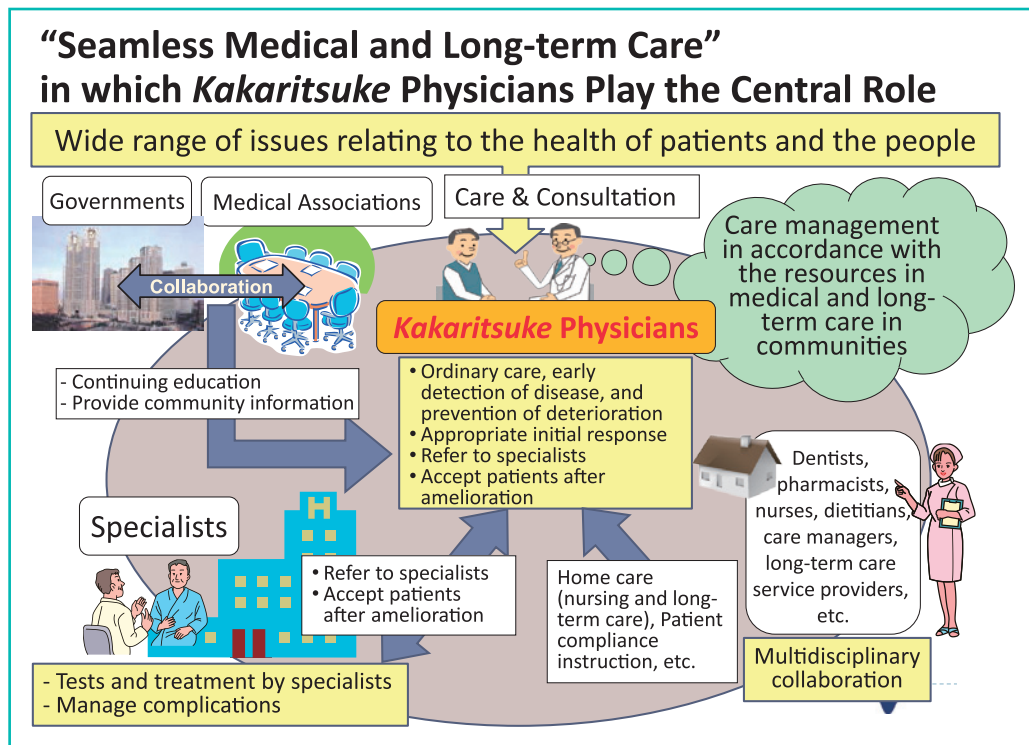 “Seamless Medical and Long-term Care”
in which Kakaritsuke Physicians Play the Central Role
Wide range of issues relating to the health of patients and the people
Governments
Medical Associations
Care & Consultation
Collaboration
Care management
in accordance with
the resources in
medical and long-
term care in
communities
Kakaritsuke Physicians
- Continuing education
- Provide community information
• Ordinary care, early
detection of disease, and
prevention of deterioration
• Appropriate initial response
• Refer to specialists
• Accept patients after
amelioration
Dentists,
pharmacists,
nurses, dietitians,
care managers,
long-term care
service providers,
etc.
Specialists
H
• Refer to specialists
• Accept patients
after amelioration
Home care
(nursing and long-
term care), Patient
compliance
instruction, etc.
Multidisciplinary
collaboration
- Tests and treatment by specialists
- Manage complications